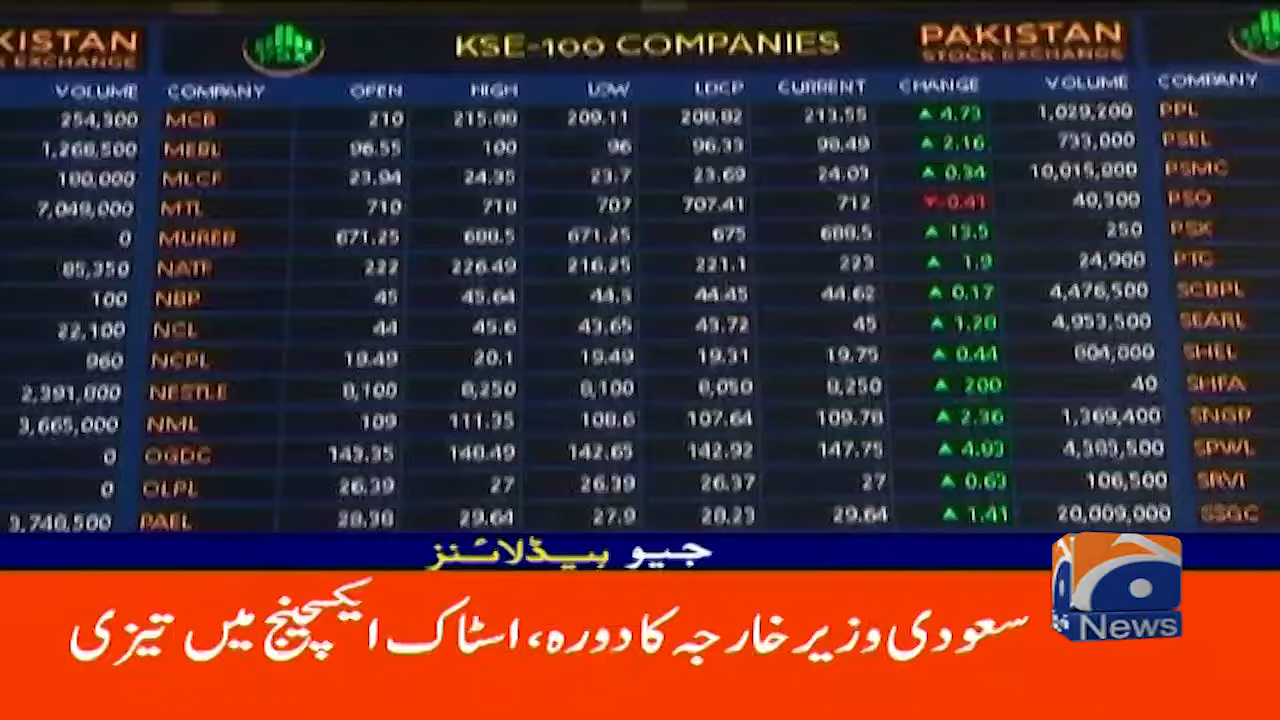 KISTAN KSE-100 COMPANIES PAKISTAN
EXCHANGE STOCK EXCHANGE
VOLUME COMPANY OPEN HIGH LOW LDCP CURRENT CHANGE VOLUME COMPANY
254,300 MCB 210 215.00 209.11 208.82 213.55 ▲ 4.73 1,029,200 PPL
1,268,500 MEBL 96.55 100 96 96.33 98.49 ▲ 2.16 733,000 PSEL
100,000 MLCF 23.94 24.35 23.7 23.69 24.03 ▲ 0.34 10,015,000 PSMC
7,049,000 MTL 710 718 707 707.41 712 ▼-0.41 40,300 PSO
0 MUREB 671.25 688.5 671.25 675 688.5 ▲ 13.5 250 PSX
85,350 NATF 222 226.49 216.25 221.1 223 ▲ 1.9 24,900 PTC
100 NBP 45 45.64 44.5 44.45 44.62 ▲ 0.17 4,476,500 SCBPL
22,100 NCL 44 45.6 43.65 43.72 45 ▲ 1.28 4,953,500 SEARL
960 NCPL 19.49 20.1 19.49 19.31 19.75 ▲ 0.44 604,000 SHEL
2,391,000 NESTLE 8,100 8,250 8,100 8,050 8,250 ▲ 200 40 SHFA
3,665,000 NML 109 111.35 108.6 107.64 109.78 ▲ 2.36 1,369,400 SNGP
0 OGDC 143.35 148.49 142.65 142.92 147.75 ▲ 4.83 SPWL
0 OLPL 26.39 27 26.39 26.37 27 ▲ 0.63 106,500 SRVI
3,740,500 PAEL 28.38 29.64 27.9 28.23 29.64 ▲ 1.41 20,009,000 SSGC
جیو ہیڈلائنز
سعودی وزیر خارجہ کا دورہ، اسٹاک ایکسچینج میں تیزی
News